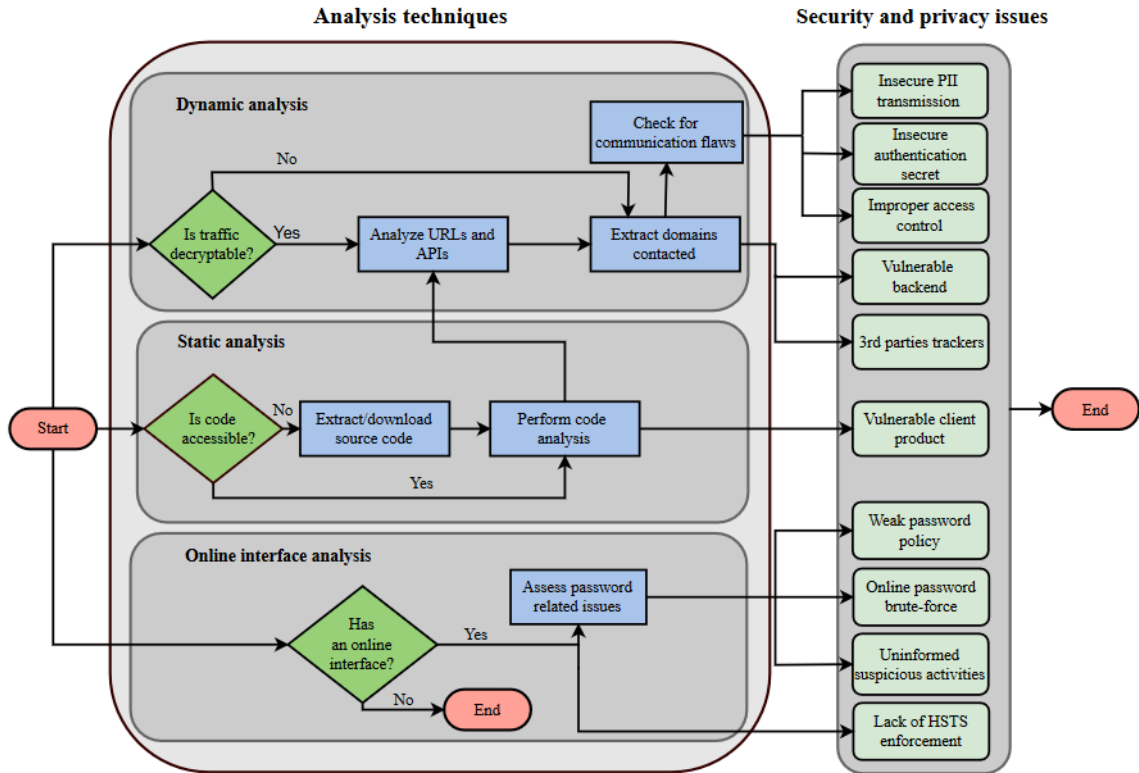 Analysis techniques
Security and privacy issues
Dynamic analysis
Is traffic
decryptable?
No
Yes
Analyze URLs and
APIs
Extract domains
contacted
Check for
communication flaws
Static analysis
Start
Is code
accessible?
No
Extract/download
source code
Perform code
analysis
Yes
Online interface analysis
Has
an online
interface?
Yes
No
End
Assess password
related issues
Insecure PII
transmission
Insecure
authentication
secret
Improper access
control
Vulnerable
backend
3rd parties trackers
Vulnerable client
product
Weak password
policy
Online password
brute-force
Uninformed
suspicious activities
Lack of HSTS
enforcement
End